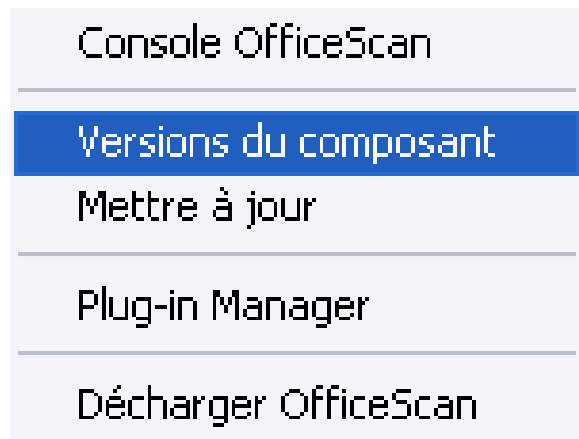 Console OfficeScan
Versions du composant
Mettre à jour
Plug-in Manager
Décharger OfficeScan